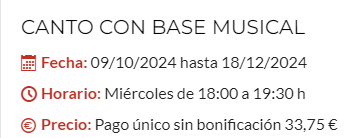 CANTO CON BASE MUSICAL
Fecha: 09/10/2024 hasta 18/12/2024
Horario: Miércoles de 18:00 a 19:30 h
Precio: Pago único sin bonificación 33,75 €